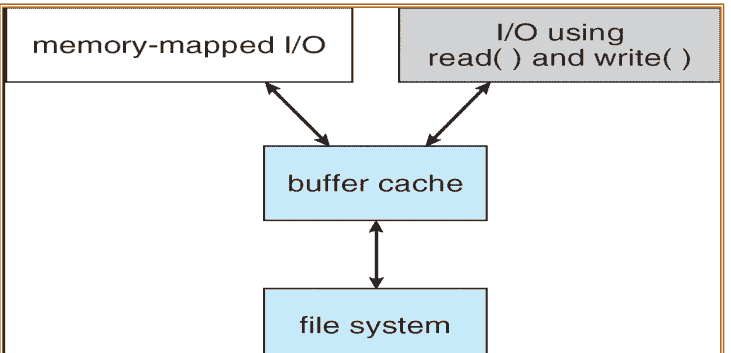 memory-mapped I/O
I/O using
read( ) and write( )
buffer cache
file system